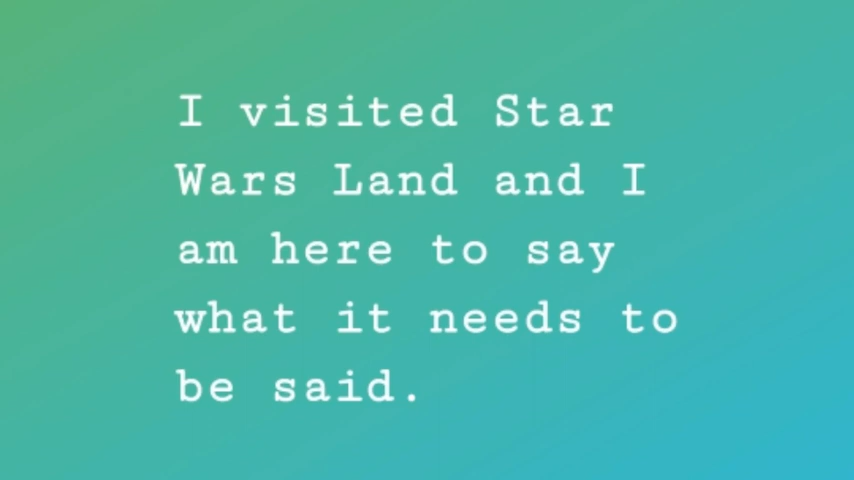 I visited Star
Wars Land and I
am here to say
what it needs to
be said.